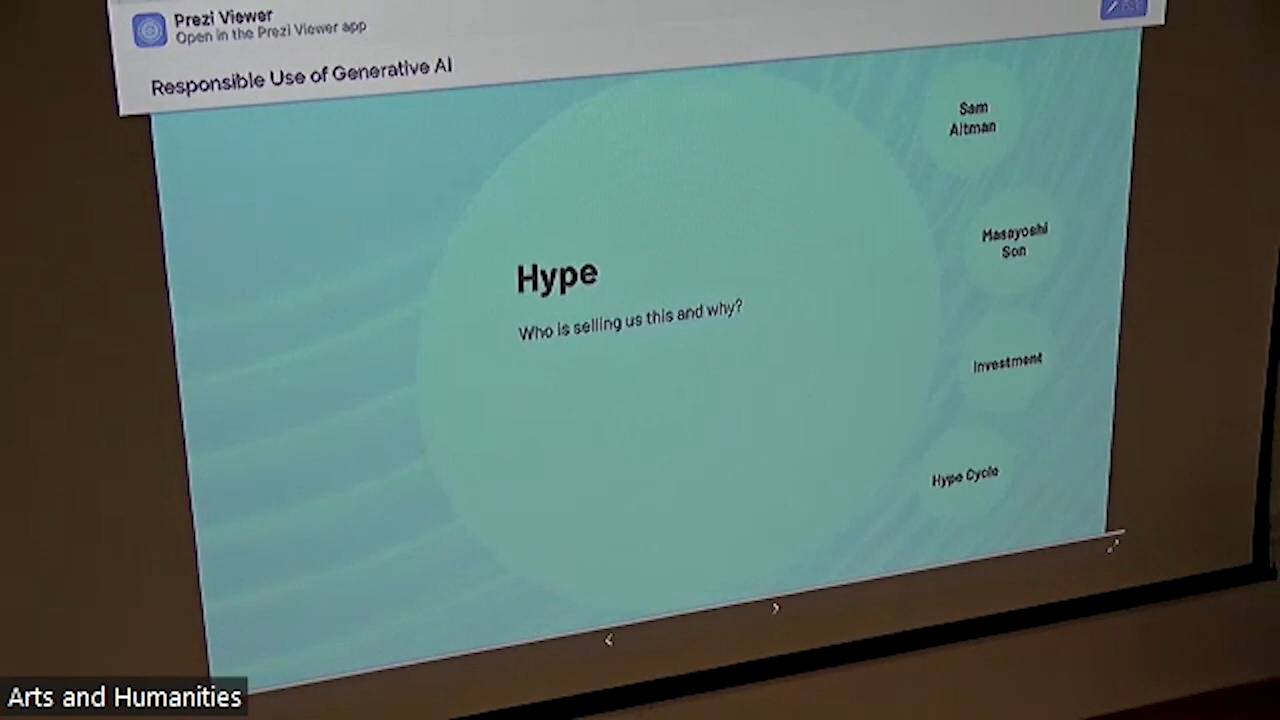 Prezi Viewer
Open in the Prezi Viewer app
Responsible Use of Generative AI
Sam
Altman
Masayoshi
Son
Hype
Who is selling us this and why?
Investment
Hype Cycle
Arts and Humanities